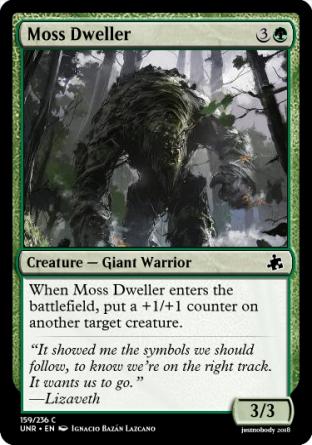 Moss Dweller 3
Creature — Giant Warrior
When Moss Dweller enters the
battlefield, put a +1/+1 counter on
another target creature.
“It showed me the symbols we should
follow, to know we’re on the right track.
It wants us to go.”
—Lizaveth
3/3
159/236 C
UNR • EN Ignacio Bazán Lazcano
justnobody 2018